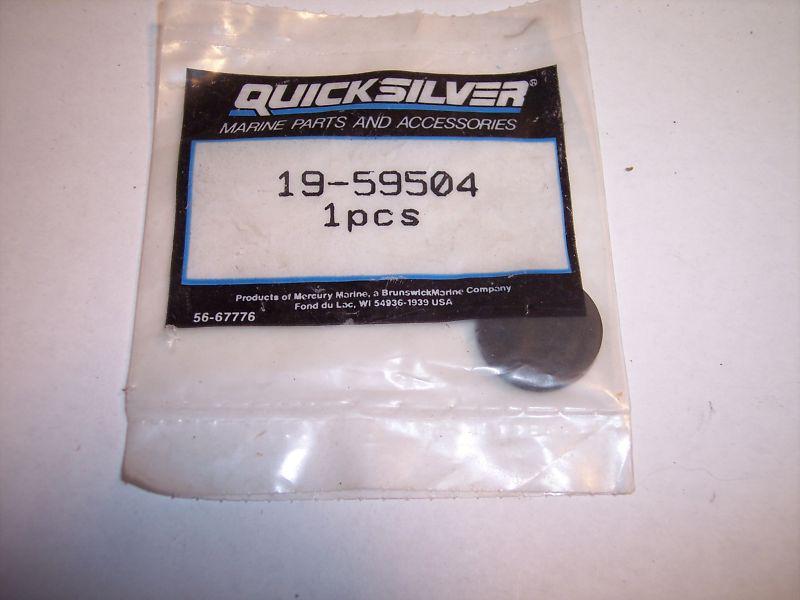 QUICKSILVER®
MARINE PARTS AND ACCESSORIES
19-59504
1pcs
Products of Mercury Marine, a BrunswickMarine Company
Fond du Lac, WI 54936-1939 USA
56-67776